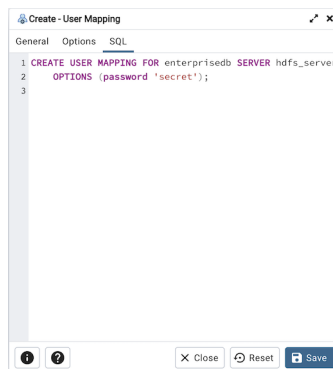 Create - User Mapping
General Options SQL
1 CREATE USER MAPPING FOR enterprisedb SERVER hdfs_server
2 OPTIONS (password 'secret');
3
Close Reset Save